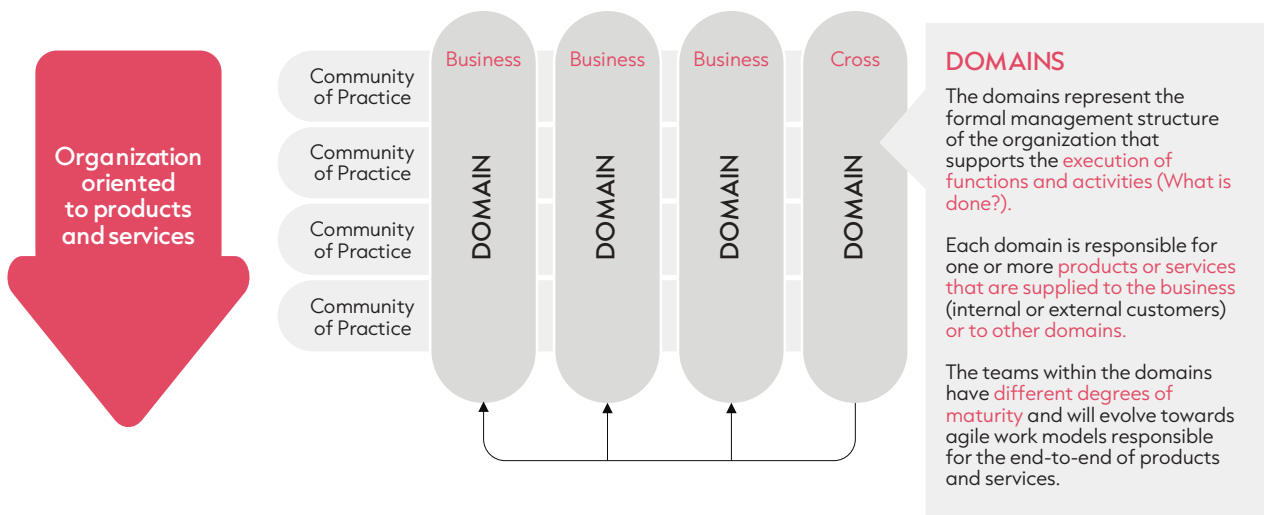 Organization
oriented
to products
and services
Community
of Practice
Community
of Practice
Community
of Practice
Community
of Practice
Business
DOMAIN
Business
DOMAIN
Business
DOMAIN
Cross
DOMAIN
DOMAINS
The domains represent the
formal management structure
of the organization that
supports the execution of
functions and activities (What is
done?).
Each domain is responsible for
one or more products or services
that are supplied to the business
(internal or external customers)
or to other domains.
The teams within the domains
have different degrees of
maturity and will evolve towards
agile work models responsible
for the end-to-end of products
and services.